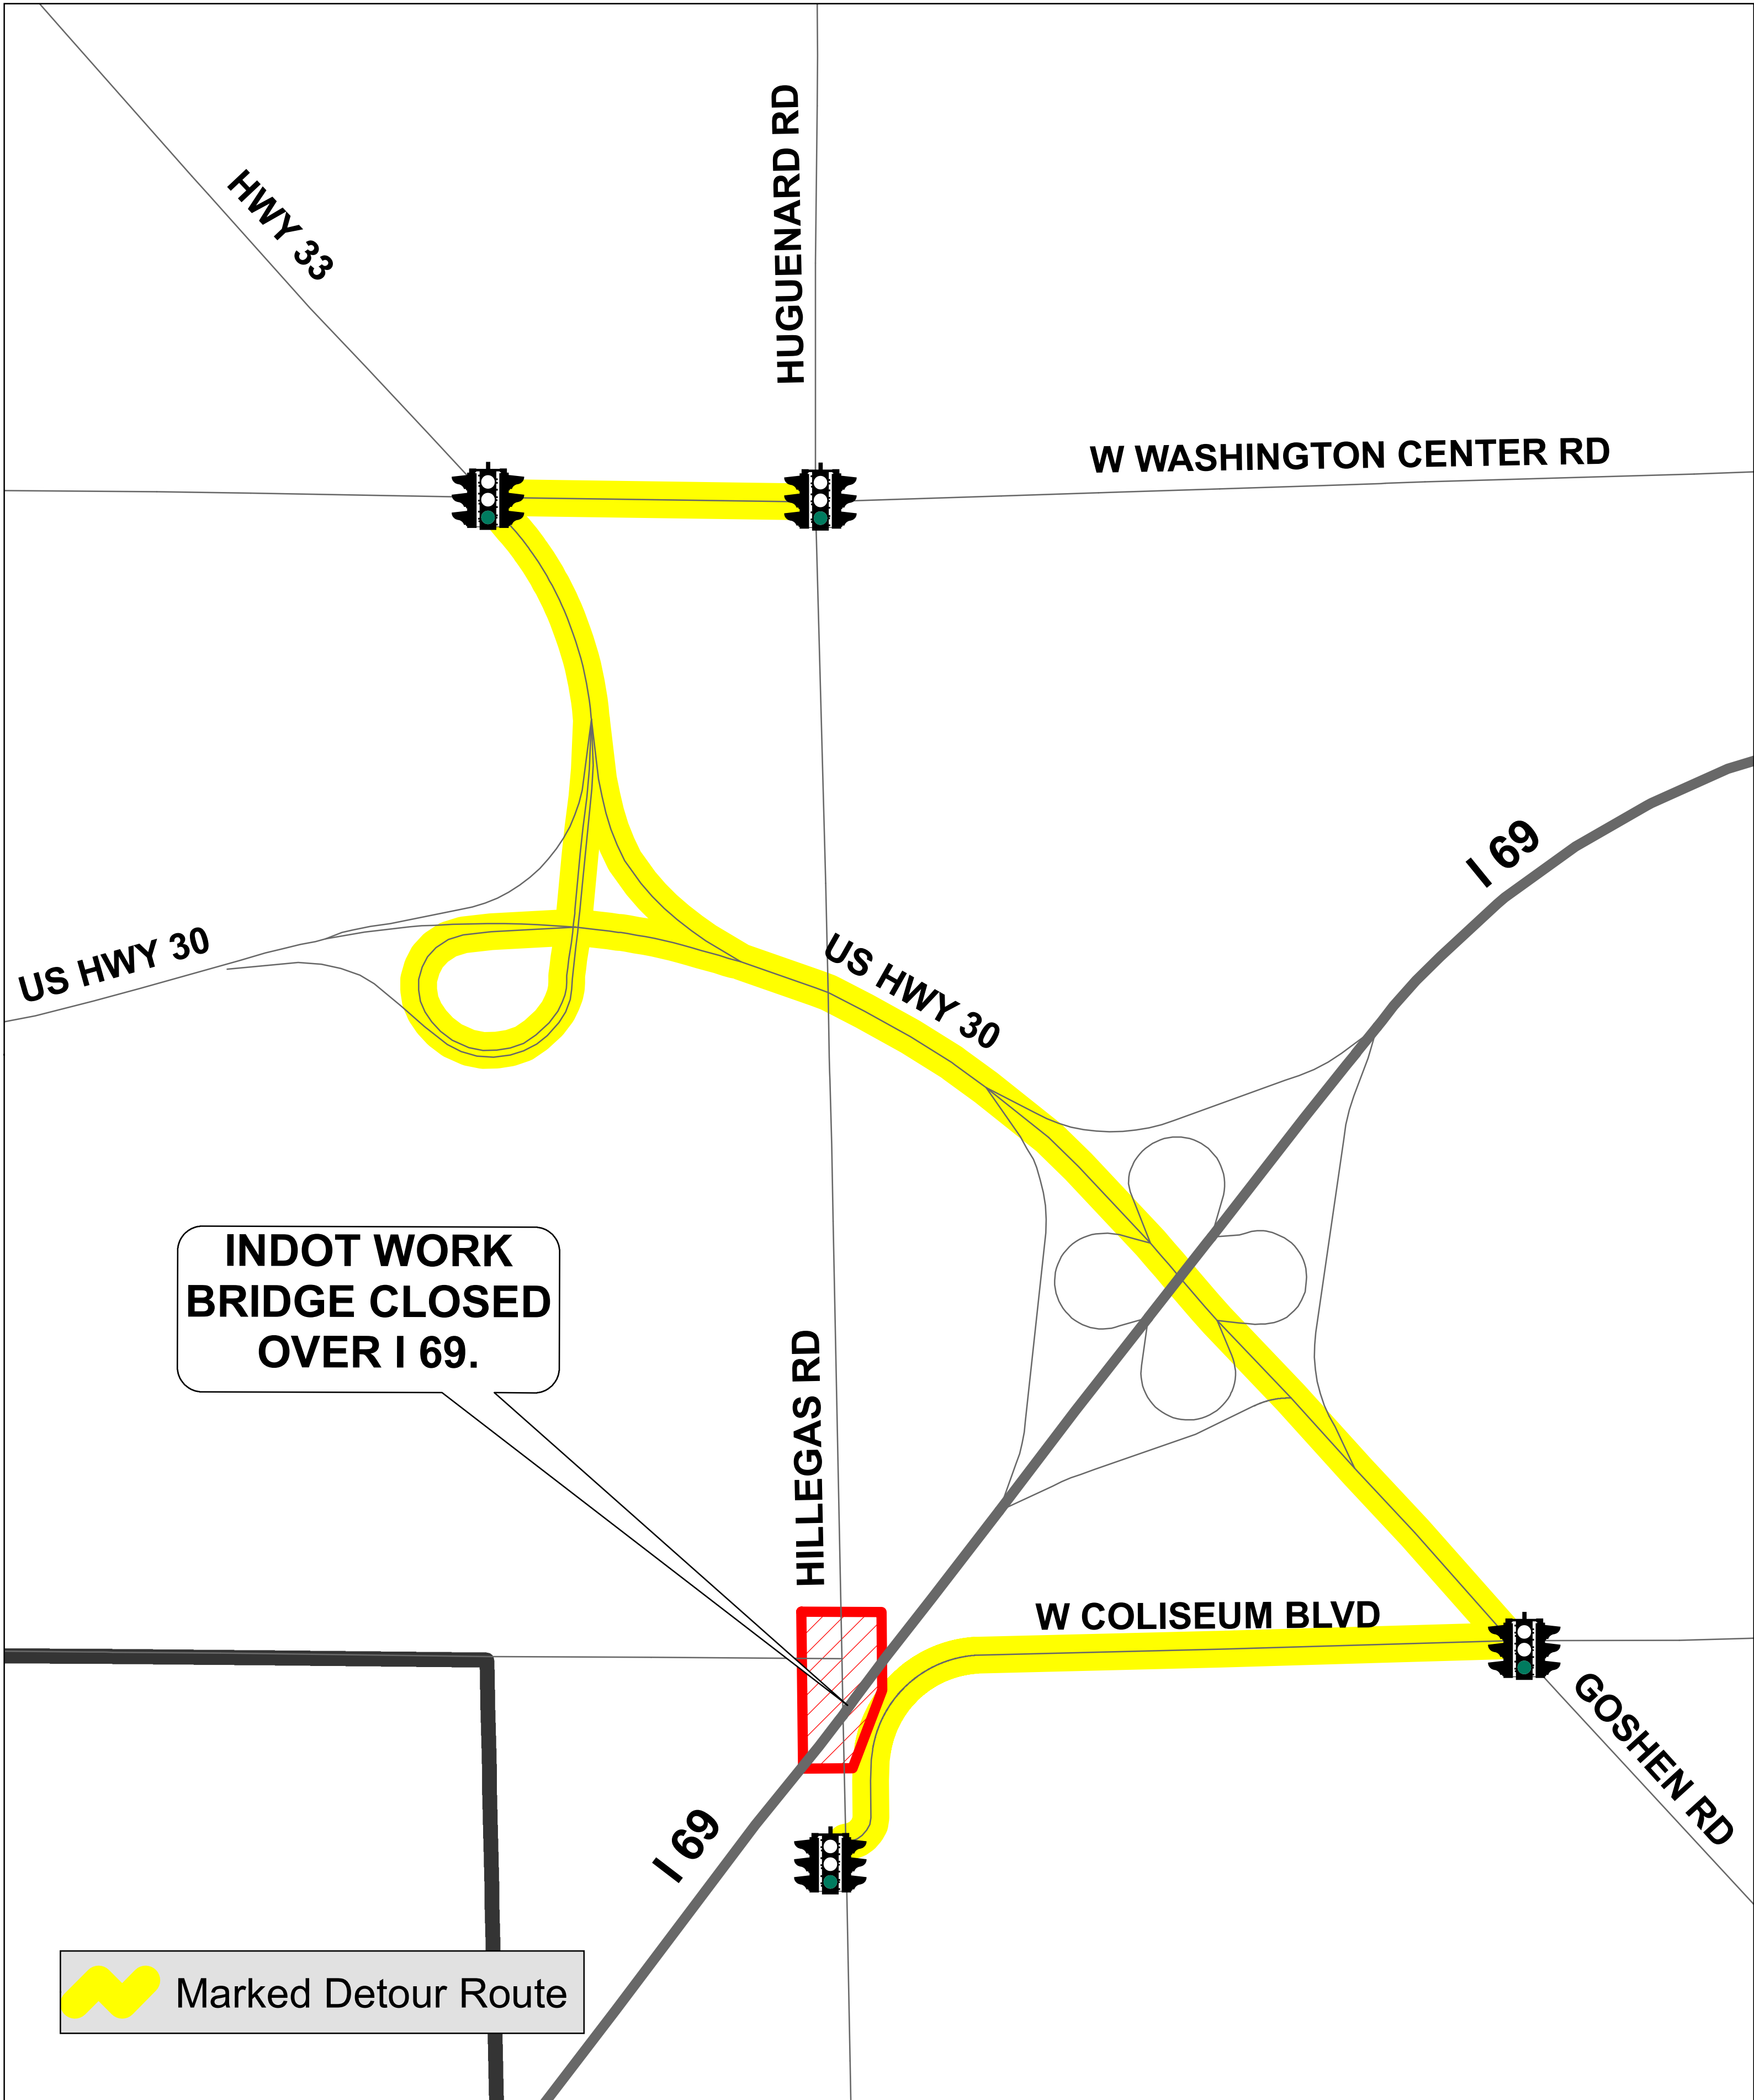 HUGUENARD RD
HWY 33
W WASHINGTON CENTER RD
I 69
US HWY 30
US HWY 30
INDOT WORK
BRIDGE CLOSED
OVER I 69.
HILLEGAS RD
W COLISEUM BLVD
GOSHEN RD
I 69
Marked Detour Route